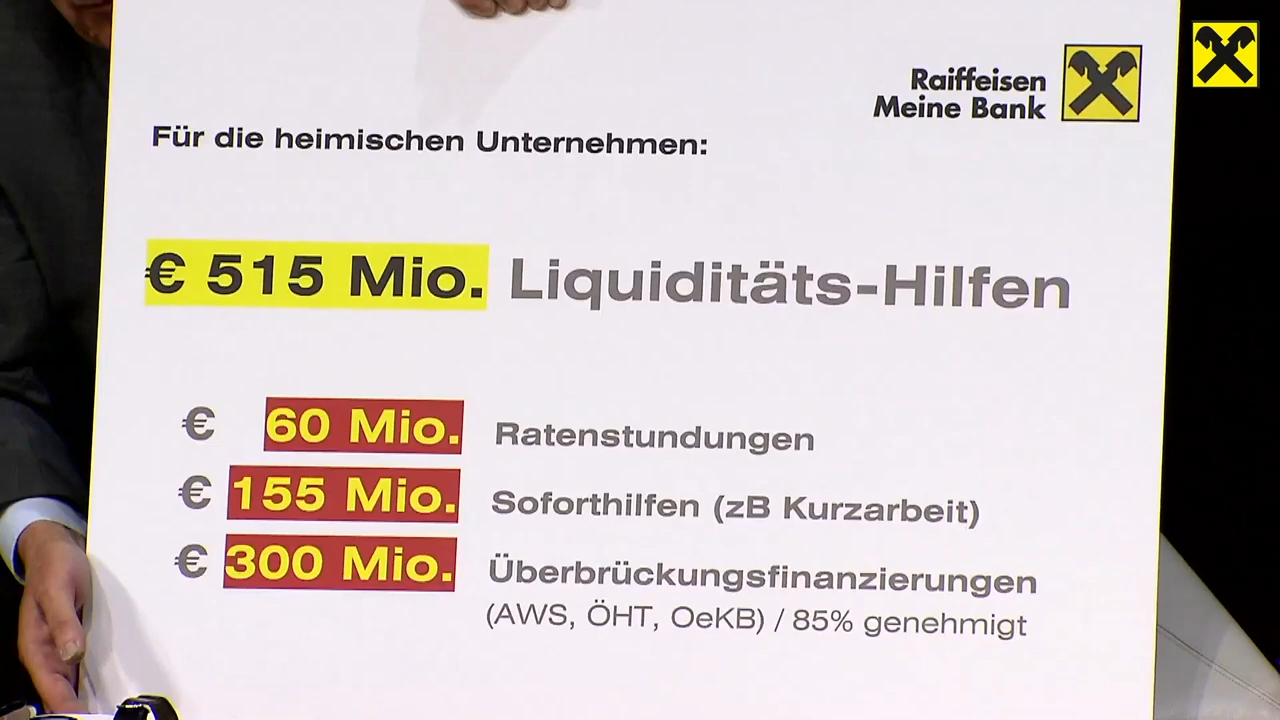 Raiffeisen
Meine Bank
Für die heimischen Unternehmen:
€ 515 Mio. Liquiditäts-Hilfen
€ 60 Mio. Ratenstundungen
€ 155 Mio. Soforthilfen (zB Kurzarbeit)
€ 300 Mio. Überbrückungsfinanzierungen
(AWS, ÖHT, OeKB) / 85% genehmigt